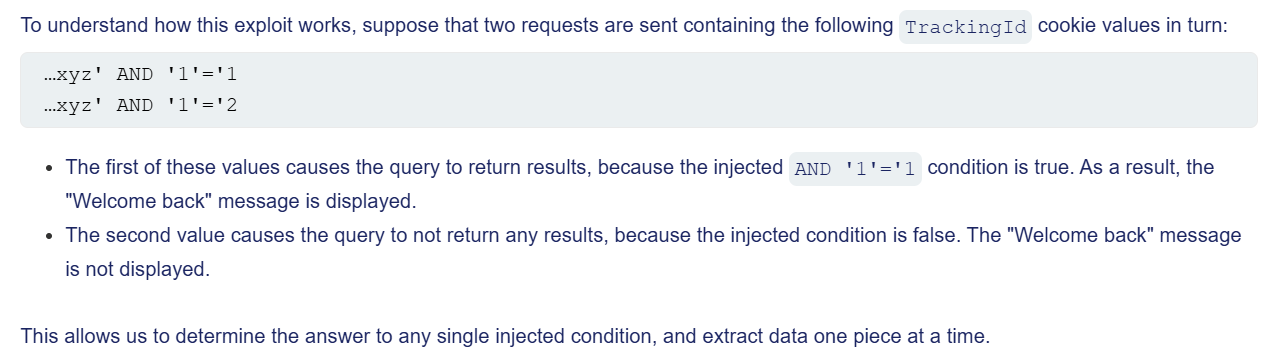 To understand how this exploit works, suppose that two requests are sent containing the following TrackingId cookie values in turn:
…xyz' AND '1'='1
…xyz' AND '1'='2
• The first of these values causes the query to return results, because the injected AND '1'='1 condition is true. As a result, the
"Welcome back" message is displayed.
• The second value causes the query to not return any results, because the injected condition is false. The "Welcome back" message
is not displayed.
This allows us to determine the answer to any single injected condition, and extract data one piece at a time.